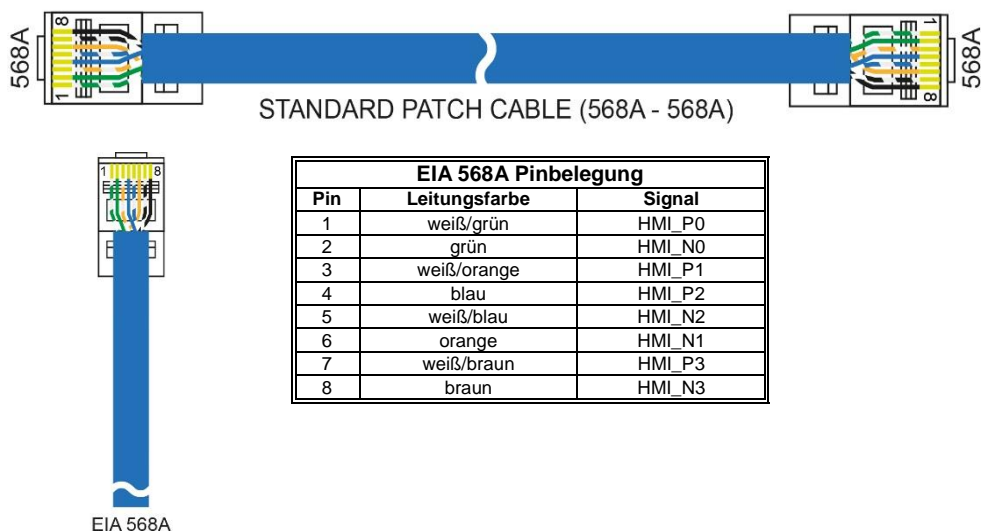 568A
8
1
1
8
568A
STANDARD PATCH CABLE (568A - 568A)
1 8
EIA 568A
EIA 568A Pinbelegung
Pin Leitungsfarbe Signal
1 weiß/grün HMI_P0
2 grün HMI_N0
3 weiß/orange HMI_P1
4 blau HMI_P2
5 weiß/blau HMI_N2
6 orange HMI_N1
7 weiß/braun HMI_P3
8 braun HMI_N3